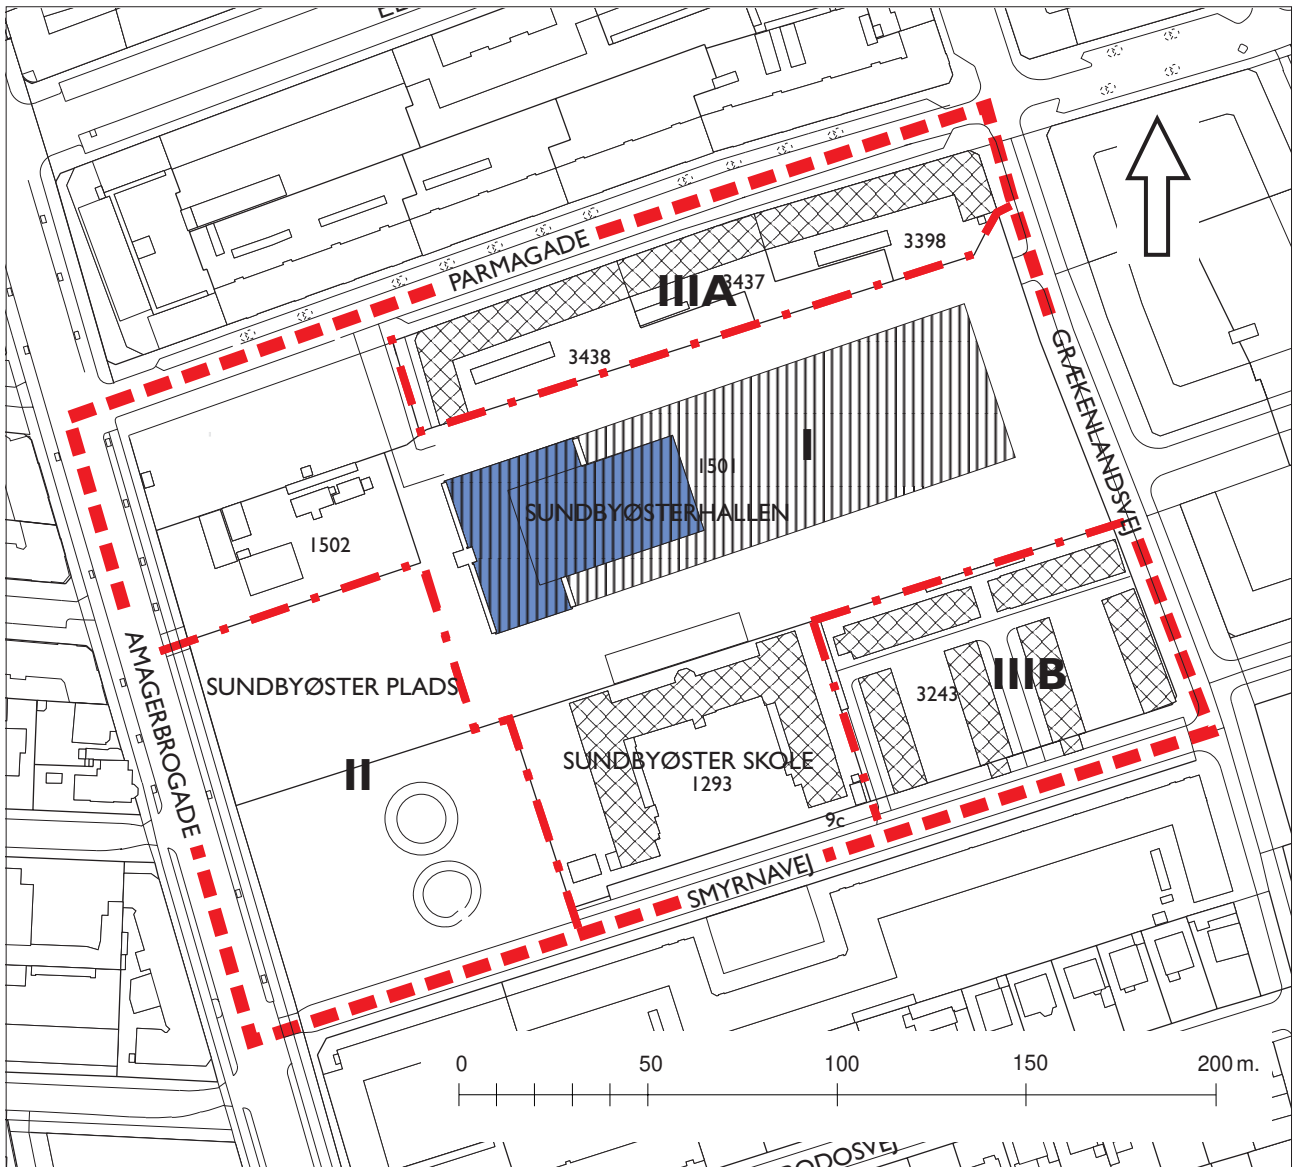 PARMAGADE
3398
IIIA
3437
3438
GRÆKENLANDSVEJ
I
1501
SUNDBYØSTERHALLEN
1502
AMAGERBROGADE
SUNDBYØSTER PLADS
IIIB
3243
II
SUNDBYØSTER SKOLE
1293
9c
SMYRNAVEJ
0 50 100 150 200 m.